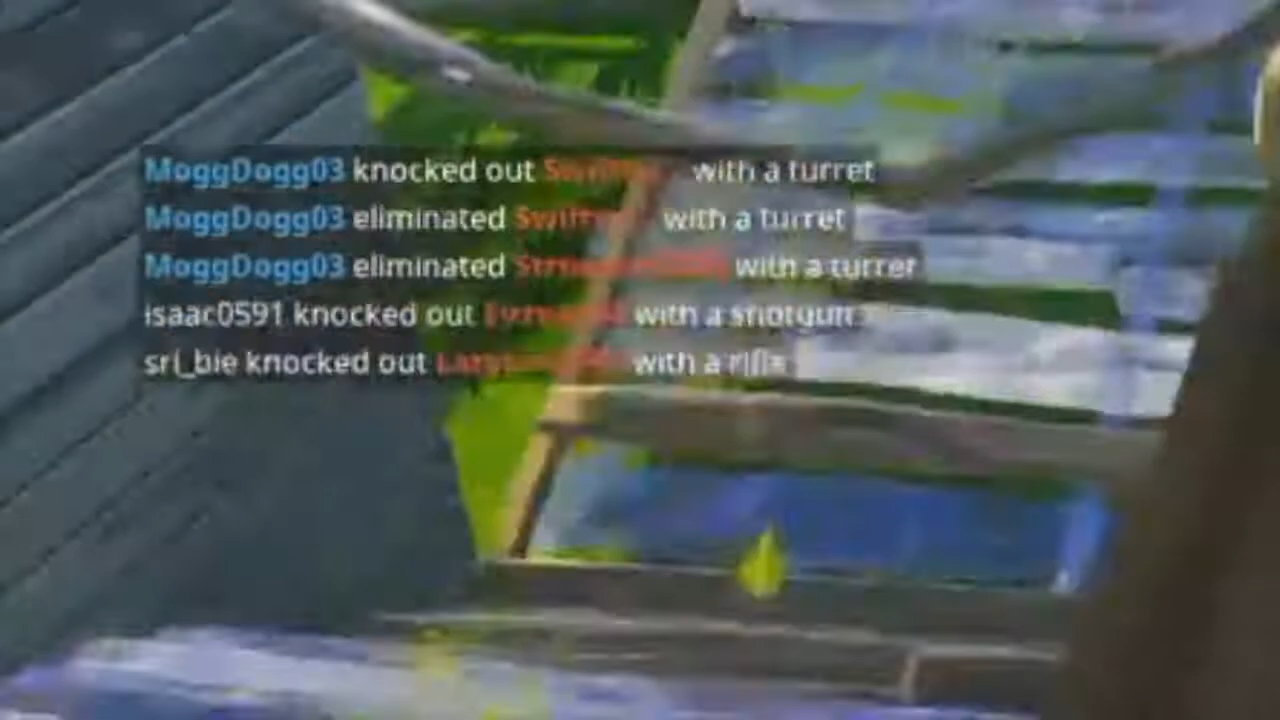 MoggDogg03 knocked out with a turret
MoggDogg03 eliminated with a turret
MoggDogg03 eliminated with a turret
isaac0591 knocked out with a shotgun
sri_bie knocked out with a rifle